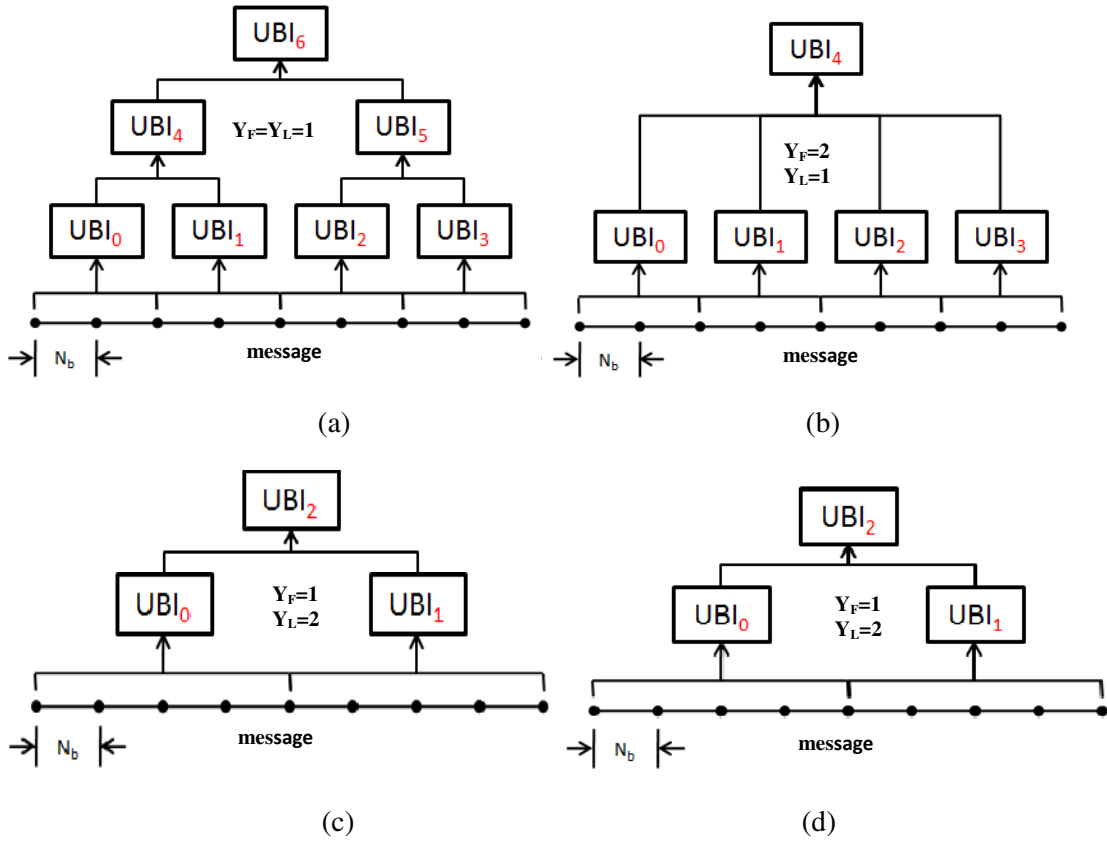 UBI6
UBI4 YF=YL=1 UBI5
UBI0 UBI1 UBI2 UBI3
Nb message
(a)
UBI4
YF=2
YL=1
UBI0 UBI1 UBI2 UBI3
Nb message
(b)
UBI2
UBI0 YF=1 UBI1
YL=2
Nb message
(c)
UBI2
UBI0 YF=1 UBI1
YL=2
Nb message
(d)